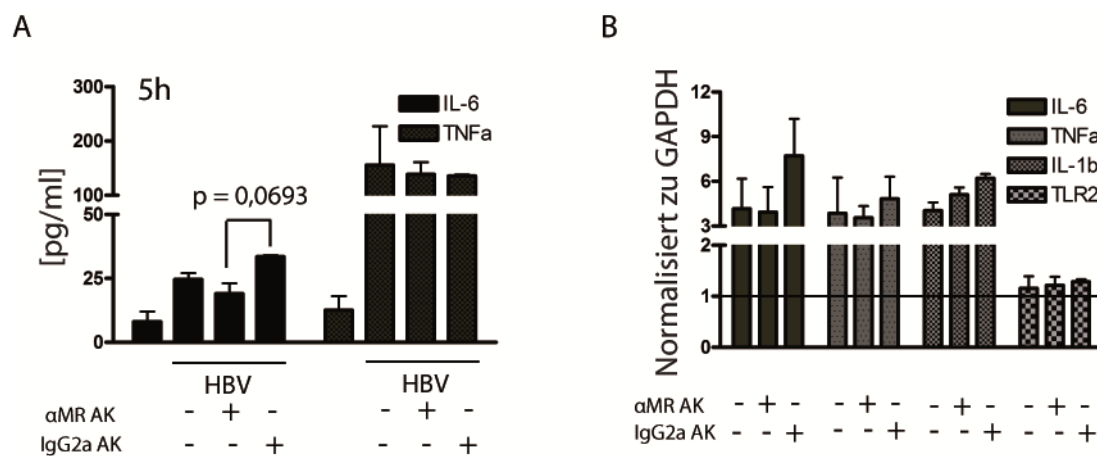 A
5h
IL-6
TNFa
p = 0,0693
[pg/ml]
300
200
100
50
25
0
HBV
HBV
αMR AK - - + - - - + -
IgG2a AK - - + - - +
B
IL-6
TNFa
IL-1b
TLR2
Normalisiert zu GAPDH
12
9
6
3
2
1
0
αMR AK - + - - + - - + - - + -
IgG2a AK - - + - - + - - + - - +